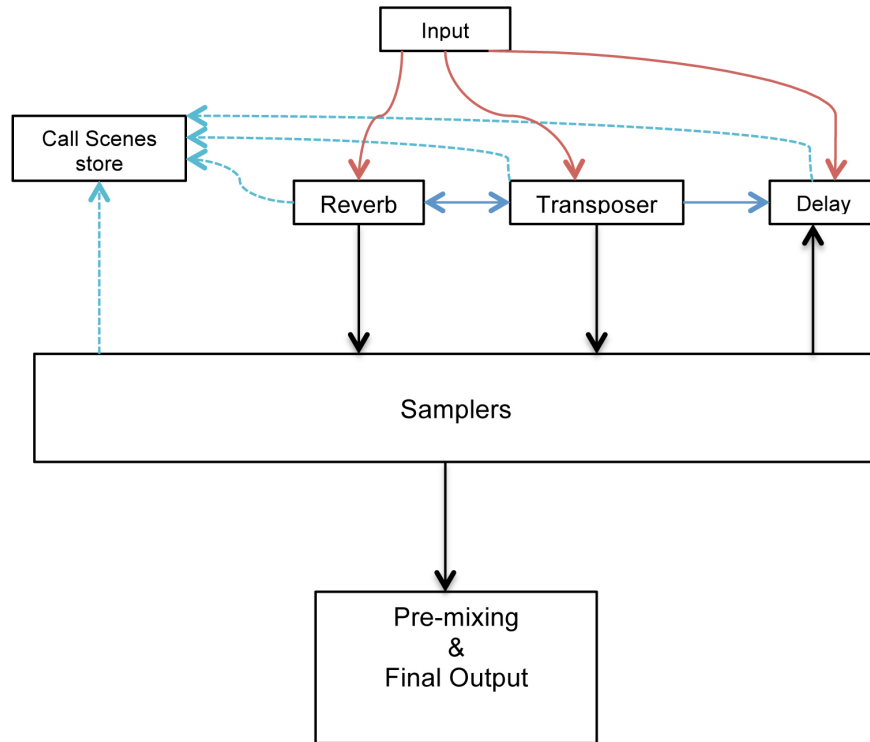 Input
Call Scenes
store
Reverb
Transposer
Delay
Samplers
Pre-mixing
&
Final Output